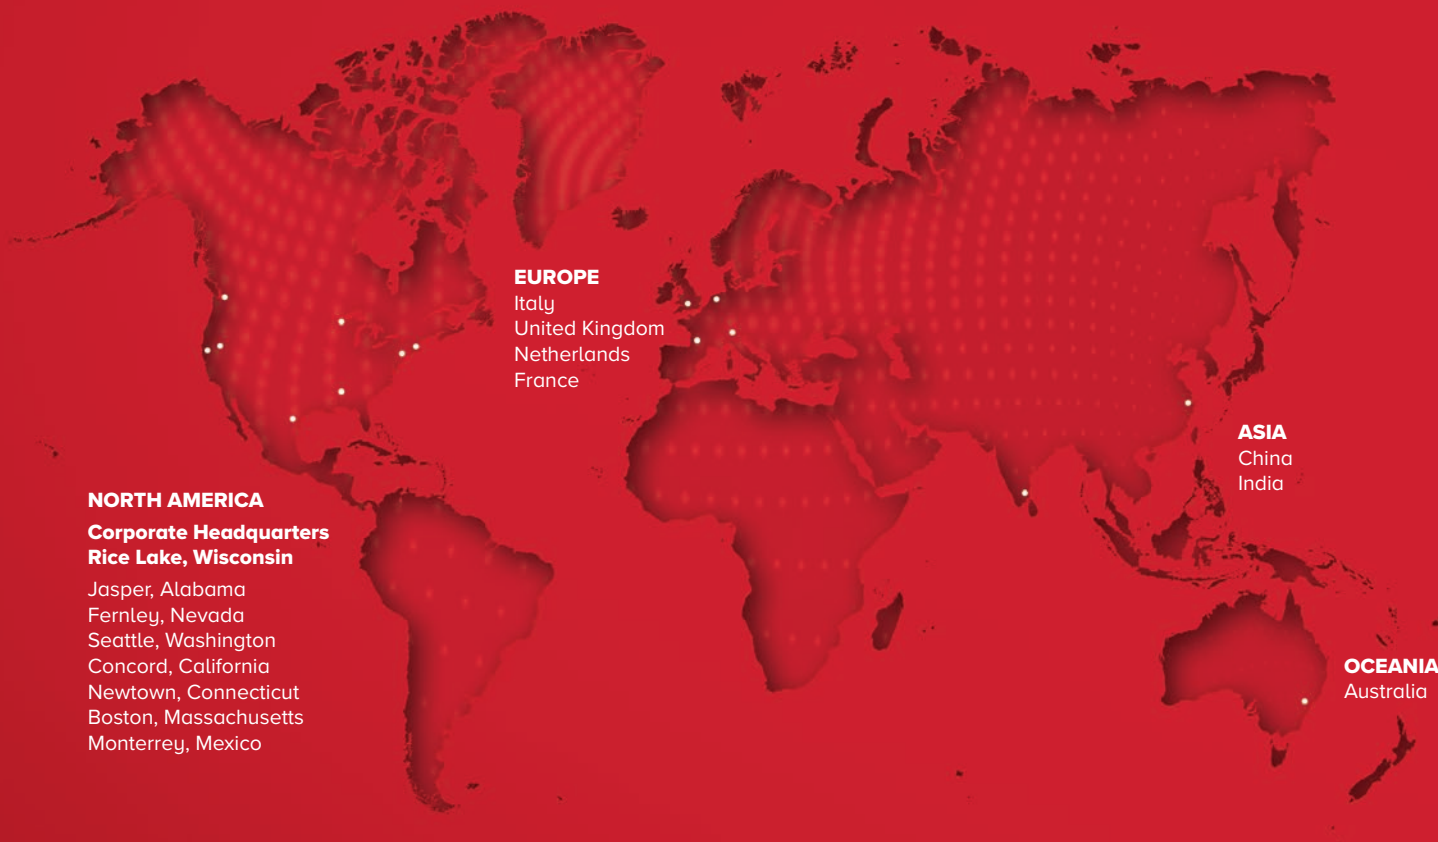 EUROPE
Italy
United Kingdom
Netherlands
France
ASIA
China
India
NORTH AMERICA
Corporate Headquarters
Rice Lake, Wisconsin
Jasper, Alabama
Fernley, Nevada
Seattle, Washington
Concord, California
Newtown, Connecticut
Boston, Massachusetts
Monterrey, Mexico
OCEANIA
Australia